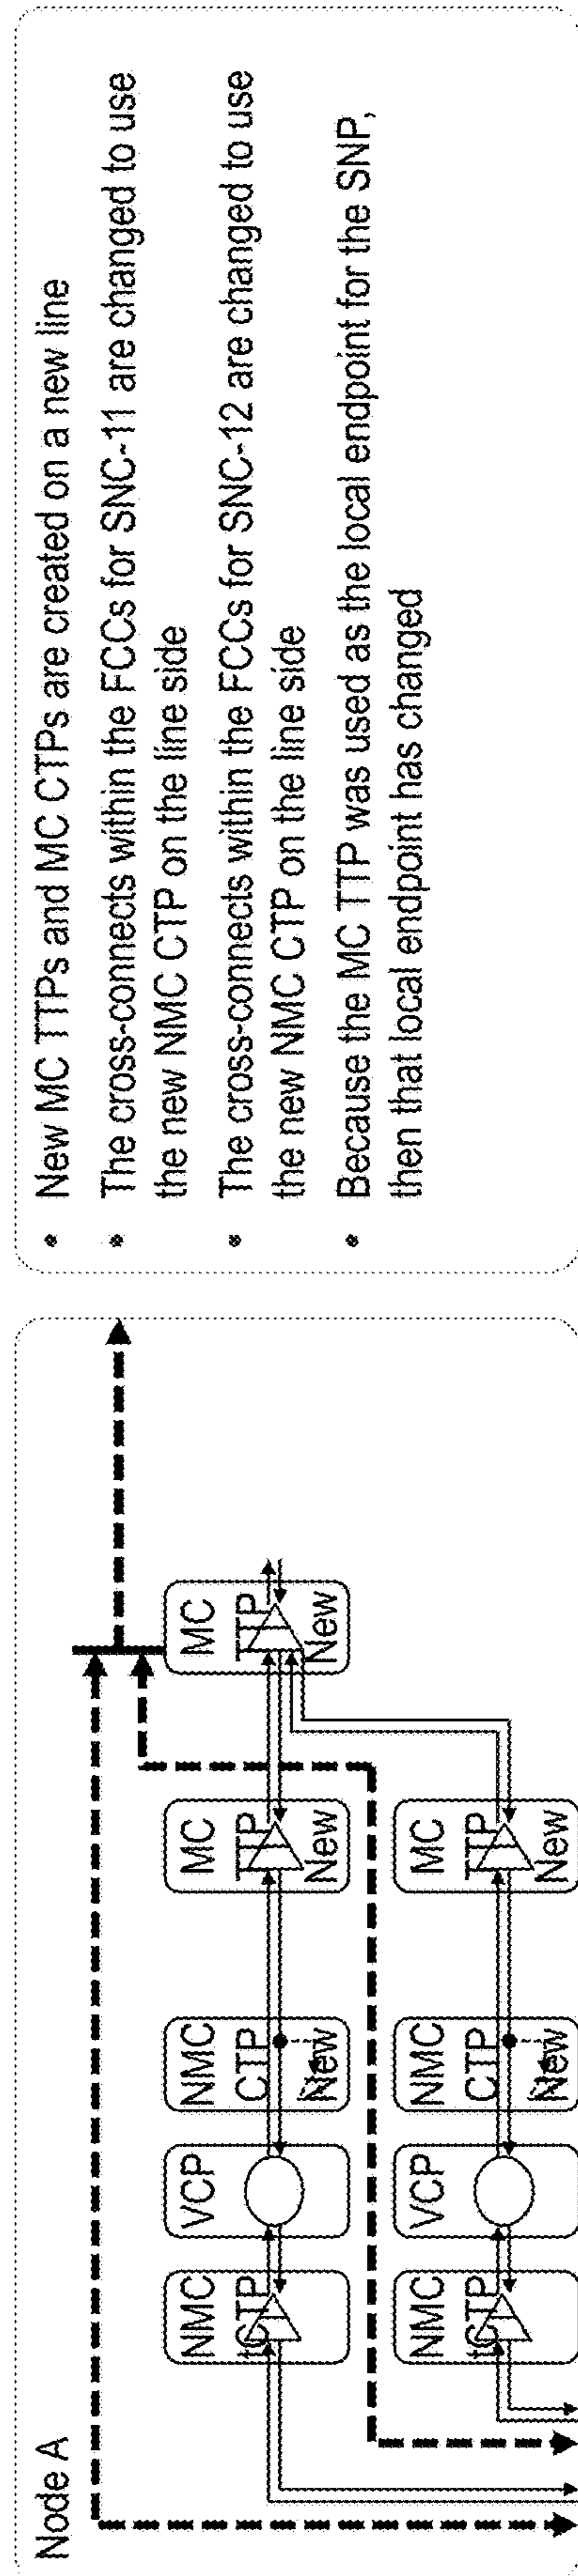 Node A
NMC
tCTP
VCP
NMC
CTP
New
MC
TTP
New
MC
TTP
New
NMC
tCTP
VCP
NMC
CTP
New
MC
TTP
New
• New MC TTPs and MC CTPs are created on a new line
• The cross-connects within the FCCs for SNC-11 are changed to use
the new NMC CTP on the line side
• The cross-connects within the FCCs for SNC-12 are changed to use
the new NMC CTP on the line side
• Because the MC TTP was used as the local endpoint for the SNP,
then that local endpoint has changed